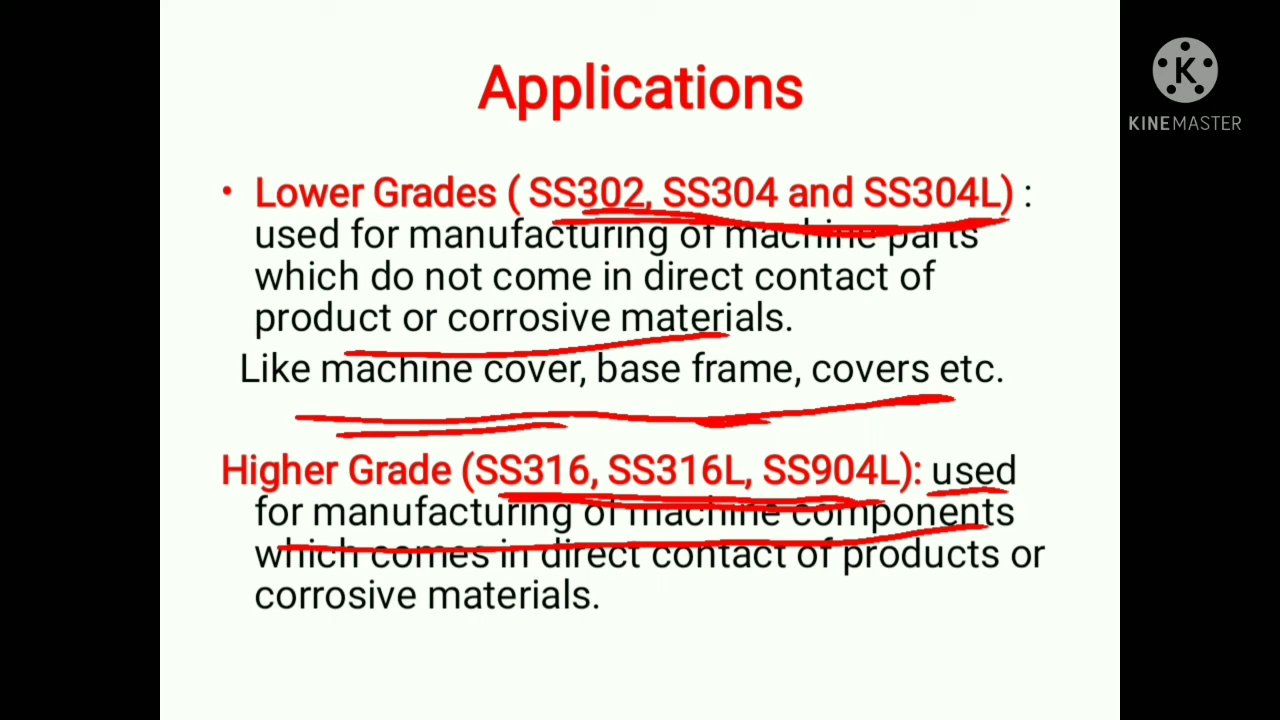 Applications
KINEMASTER
• Lower Grades ( SS302, SS304 and SS304L) :
used for manufacturing of machine parts
which do not come in direct contact of
product or corrosive materials.
Like machine cover, base frame, covers etc.
Higher Grade (SS316, SS316L, SS904L): used
for manufacturing of machine components
which comes in direct contact of products or
corrosive materials.